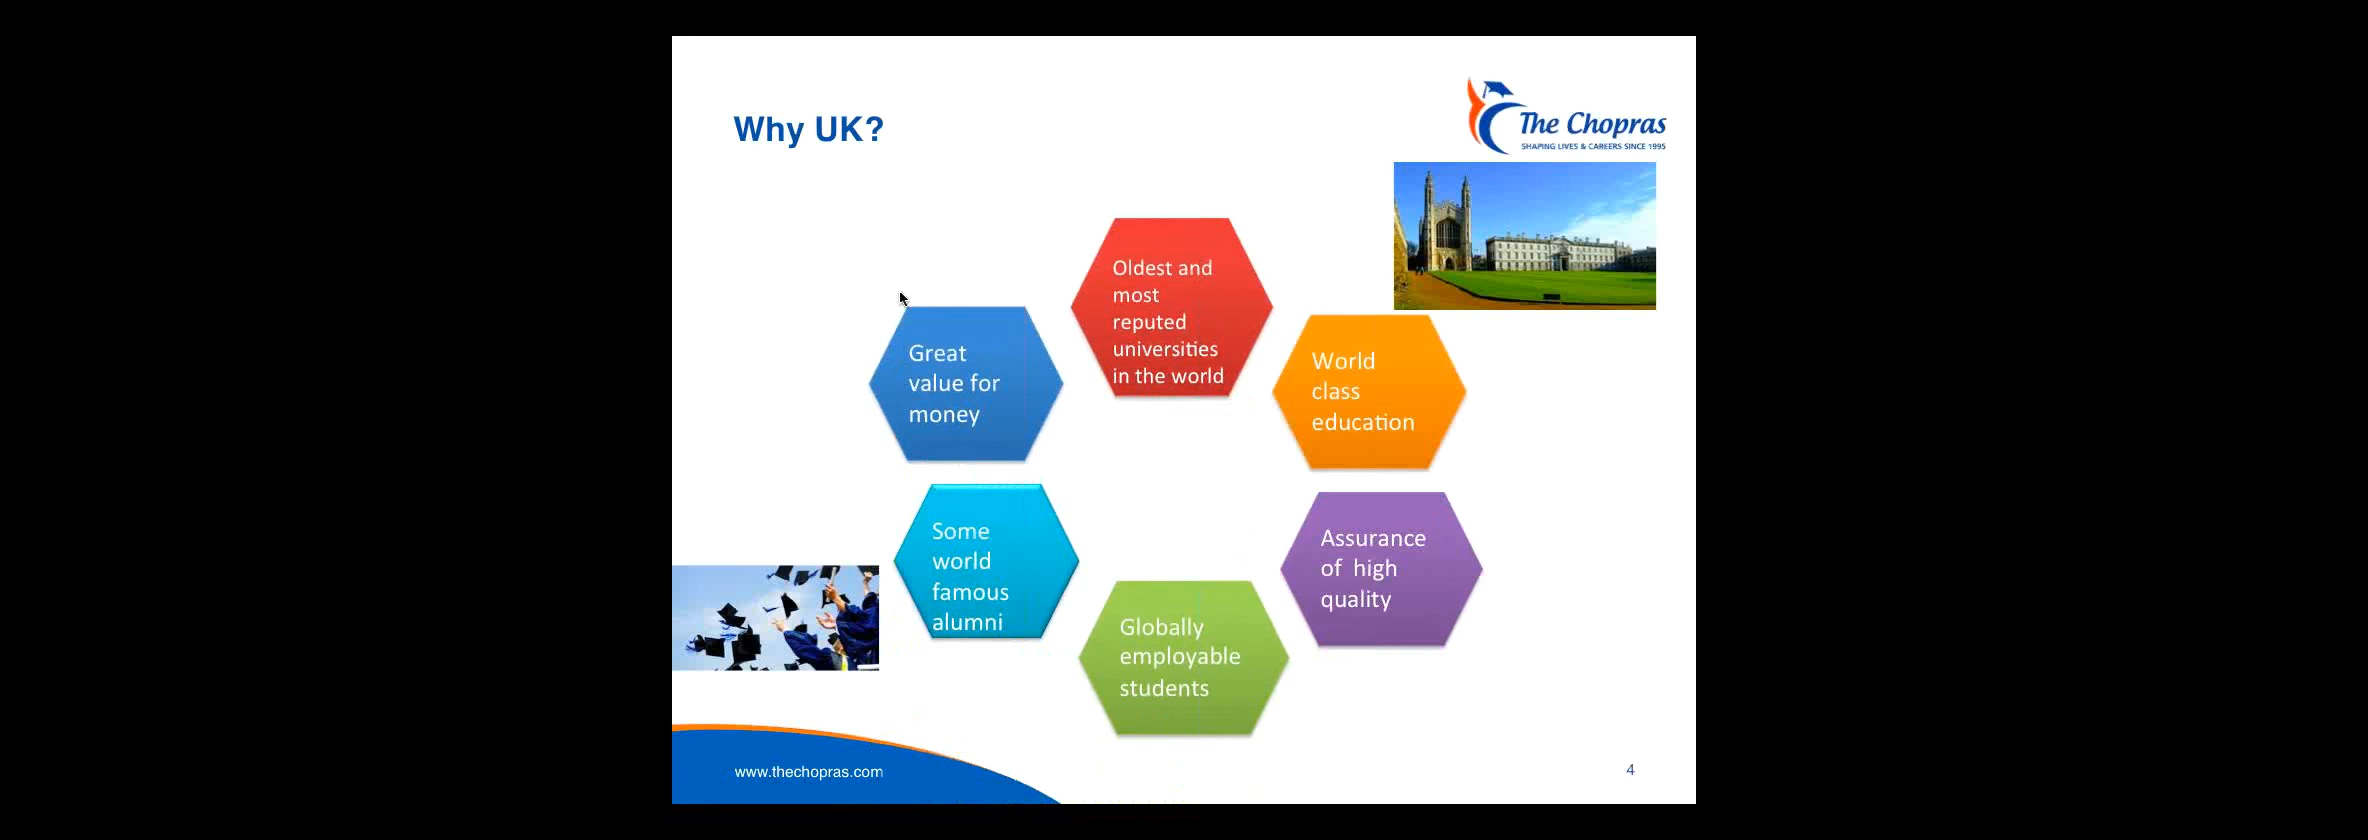 Why UK?
The Chopras
SHAPING LIVES & CAREERS SINCE 1995
Oldest and
most
reputed
universities
in the world
World
class
education
Assurance
of high
quality
Globally
employable
students
Some
world
famous
alumni
Great
value for
money
www.thechopras.com
4